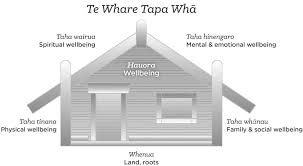 Te Whare Tapa Whā
Taha wairua
Spiritual wellbeing
Taha hinengaro
Mental & emotional wellbeing
Hauora
Wellbeing
Taha tinana
Physical wellbeing
Taha whānau
Family & social wellbeing
Whenua
Land, roots